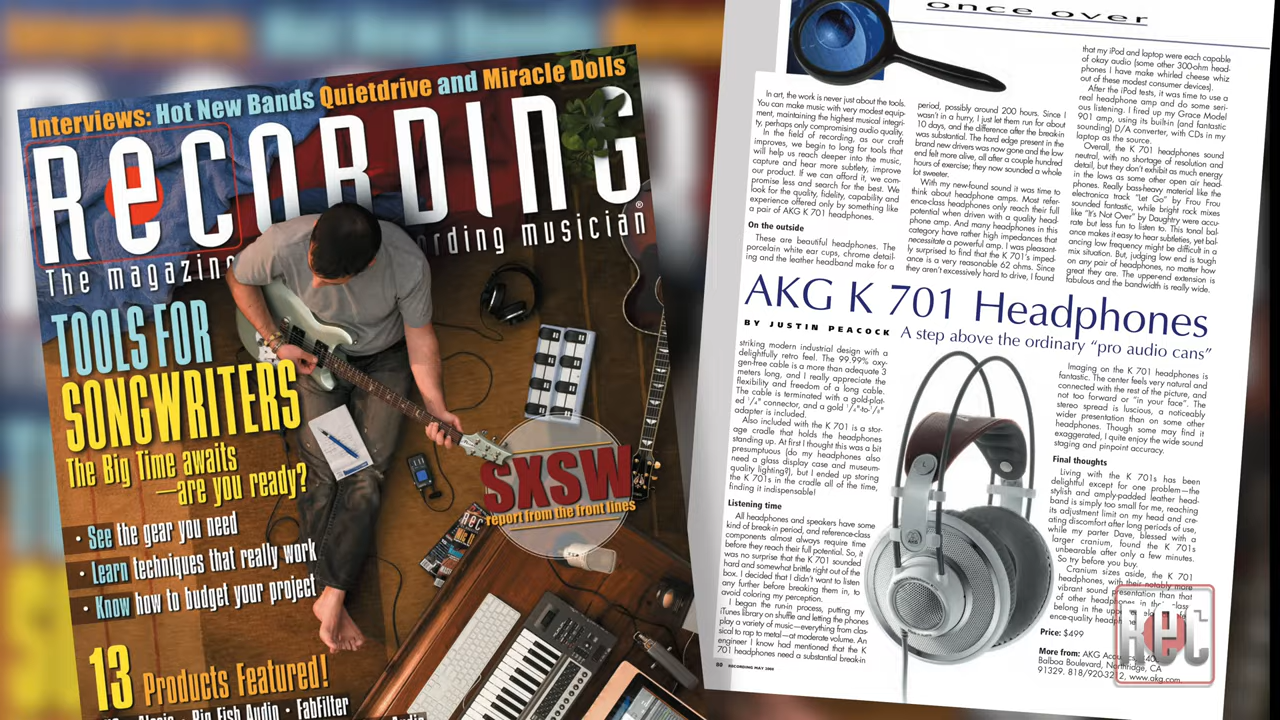 Interviews: Hot New Bands Quietdrive and Miracle Dolls
ReCORDING
®
The magazine
recording musician
TOOLS FOR
SONGWRITERS
The Big Time awaits
—are you ready?
· See the gear you need
· Learn techniques that really work
· Know how to budget your project
SXSW
report from the front lines
13 Products Featured!
Alesis · Big Fish Audio · FabFilter
Audio
once over
In art, the work is never just about the tools.
You can make music with very modest equip-
ment, maintaining the highest musical integri-
ty, perhaps only compromising audio quality.
In the field of recording, as our craft
improves, we begin to long for tools that
will help us reach deeper into the music,
capture and hear more subtlety, improve
our product. If we can afford it, we com-
promise less and search for the best. We
look for the quality, fidelity, capability and
experience offered only by something like
a pair of AKG K 701 headphones.
On the outside
These are beautiful headphones. The
porcelain white ear cups, chrome detail-
ing and the leather headband make for a
period, possibly around 200 hours. Since I
wasn't in a hurry, I just let them run for about
10 days, and the difference after the break-in
was substantial. The hard edge present in the
brand new drivers was now gone and the low
end felt more alive, all after a couple hundred
hours of exercise; they now sounded a whole
lot sweeter.
With my new-found sound it was time to
think about headphone amps. Most refer-
ence-class headphones only reach their full
potential when driven with a quality head-
phone amp. And many headphones in this
category have rather high impedances that
necessitate a powerful amp. I was pleasant-
ly surprised to find that the K 701's imped-
ance is a very reasonable 62 ohms. Since
they aren't excessively hard to drive, I found
that my iPod and laptop were each capable
of okay audio (some other 300-ohm head-
phones I have make whirled cheese whiz
out of these modest consumer devices).
After the iPod tests, it was time to use a
real headphone amp and do some seri-
ous listening. I fired up my Grace Model
901 amp, using its built-in (and fantastic
sounding) D/A converter, with CDs in my
laptop as the source.
Overall, the K 701 headphones sound
neutral, with no shortage of resolution and
detail, but they don't exhibit as much energy
in the lows as some other open air head-
phones. Really bass-heavy material like the
electronica track "Let Go" by Frou Frou
sounded fantastic, while bright rock mixes
like "It's Not Over" by Daughtry were accu-
rate but less fun to listen to. This tonal bal-
ance makes it easy to hear subtleties, yet bal-
ancing low frequency might be difficult in a
mix situation. But, judging low end is tough
on any pair of headphones, no matter how
great they are. The upper-end extension is
fabulous and the bandwidth is really wide.
AKG K 701 Headphones
BY JUSTIN PEACOCK
A step above the ordinary "pro audio cans"
striking modern industrial design with a
delightfully retro feel. The 99.99% oxy-
gen-free cable is a more than adequate 3
meters long, and I really appreciate the
flexibility and freedom of a long cable.
The cable is terminated with a gold-plat-
ed 1/4" connector, and a gold 1/4"-to-1/8"
adapter is included.
Also included with the K 701 is a stor-
age cradle that holds the headphones
standing up. At first I thought this was a bit
presumptuous (do my headphones also
need a glass display case and museum-
quality lighting?), but I ended up storing
the K 701s in the cradle all of the time,
finding it indispensable!
Listening time
All headphones and speakers have some
kind of break-in period, and reference-class
components almost always require time
before they reach their full potential. So, it
was no surprise that the K 701 sounded
hard and somewhat brittle right out of the
box. I decided that I didn't want to listen
any further before breaking them in, to
avoid coloring my perception.
I began the run-in process, putting my
iTunes library on shuffle and letting the phones
play a variety of music—everything from clas-
sical to rap to metal—at moderate volume. An
engineer I know had mentioned that the K
701 headphones need a substantial break-in
Imaging on the K 701 headphones is
fantastic. The center feels very natural and
connected with the rest of the picture, and
not too forward or "in your face". The
stereo spread is luscious, a noticeably
wider presentation than on some other
headphones. Though some may find it
exaggerated, I quite enjoy the wide sound
staging and pinpoint accuracy.
Final thoughts
Living with the K 701s has been
delightful except for one problem—the
stylish and amply-padded leather head-
band is simply too small for me, reaching
its adjustment limit on my head and cre-
ating discomfort after long periods of use,
while my parter Dave, blessed with a
larger cranium, found the K 701s
unbearable after only a few minutes.
So try before you buy.
Cranium sizes aside, the K 701
headphones, with their notably more
vibrant sound presentation than that
of other headphones in their class
belong in the
ence-quality
Price: $499
More from: AKG
Balboa Boulevard, Northridge, CA
91329. 818/920-3212, www.akg.com.
80 RECORDING MAY 2008
ReC